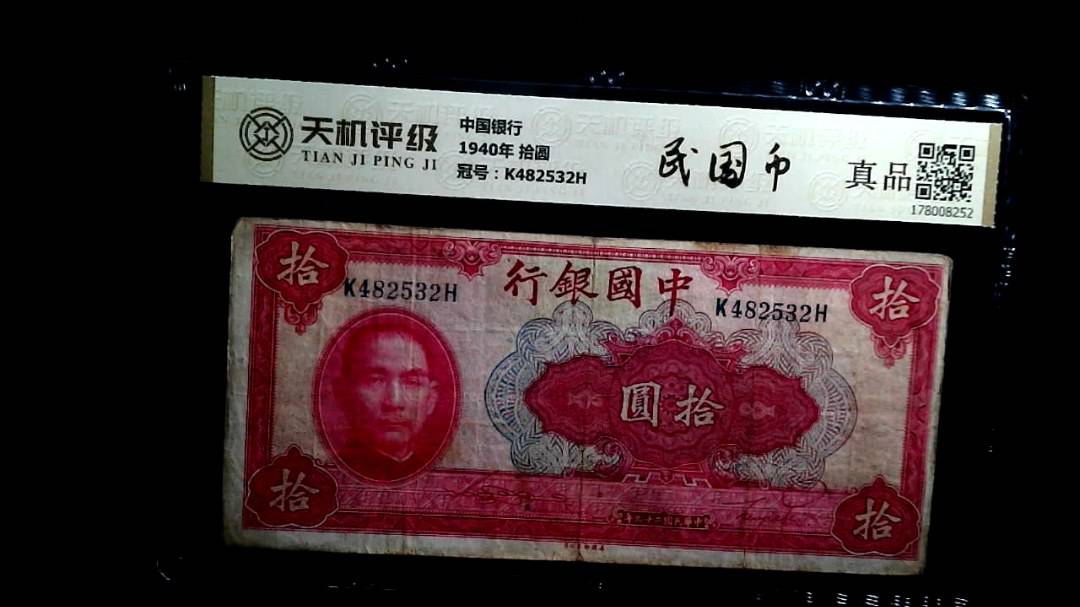 天机评级
TIAN JI PING JI
中国银行
1940年 拾圆
冠号：K482532H
民国币
真品
178008252
拾
拾
K482532H
行銀國中
K482532H
圓拾
拾
拾